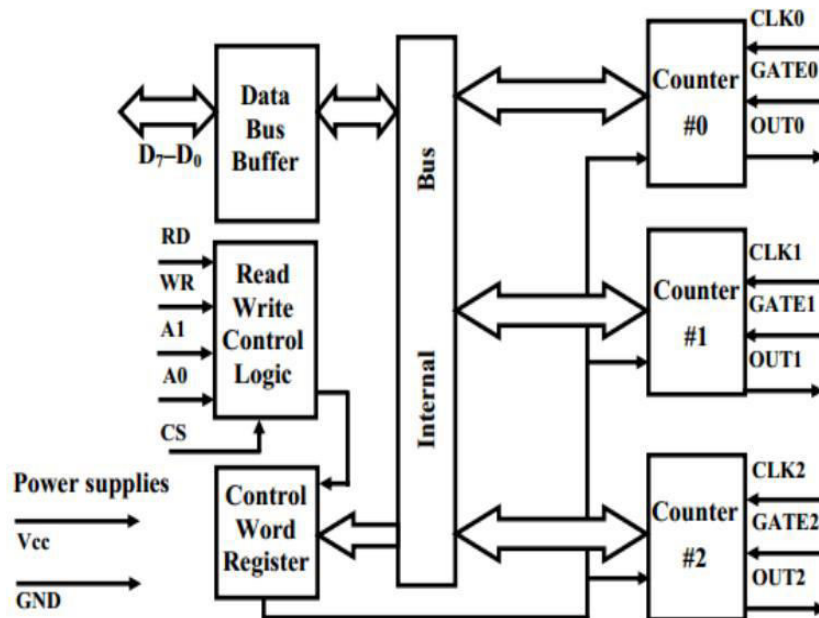 Data
Bus
Buffer
D₇–D₀
RD
WR
A1
A0
CS
Read
Write
Control
Logic
Power supplies
Vcc
GND
Control
Word
Register
Bus
Internal
Counter
#0
CLK0
GATE0
OUT0
Counter
#1
CLK1
GATE1
OUT1
Counter
#2
CLK2
GATE2
OUT2